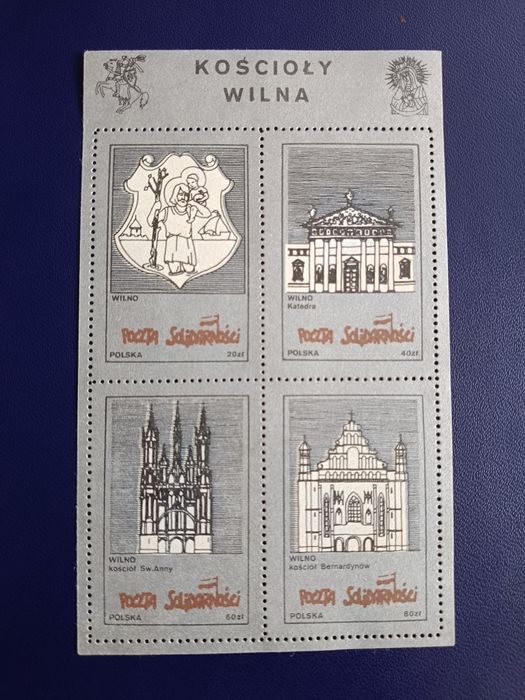 KOŚCIOŁY
WILNA
WILNO
POCZTA SOLIDARNOŚCI
POLSKA 20zł
WILNO
Katedra
POCZTA SOLIDARNOŚCI
POLSKA 40zł
WILNO
kościół Sw.Anny
POCZTA SOLIDARNOŚCI
POLSKA 60zł
WILNO
kościół Bernardynów
POCZTA SOLIDARNOŚCI
POLSKA 80zł